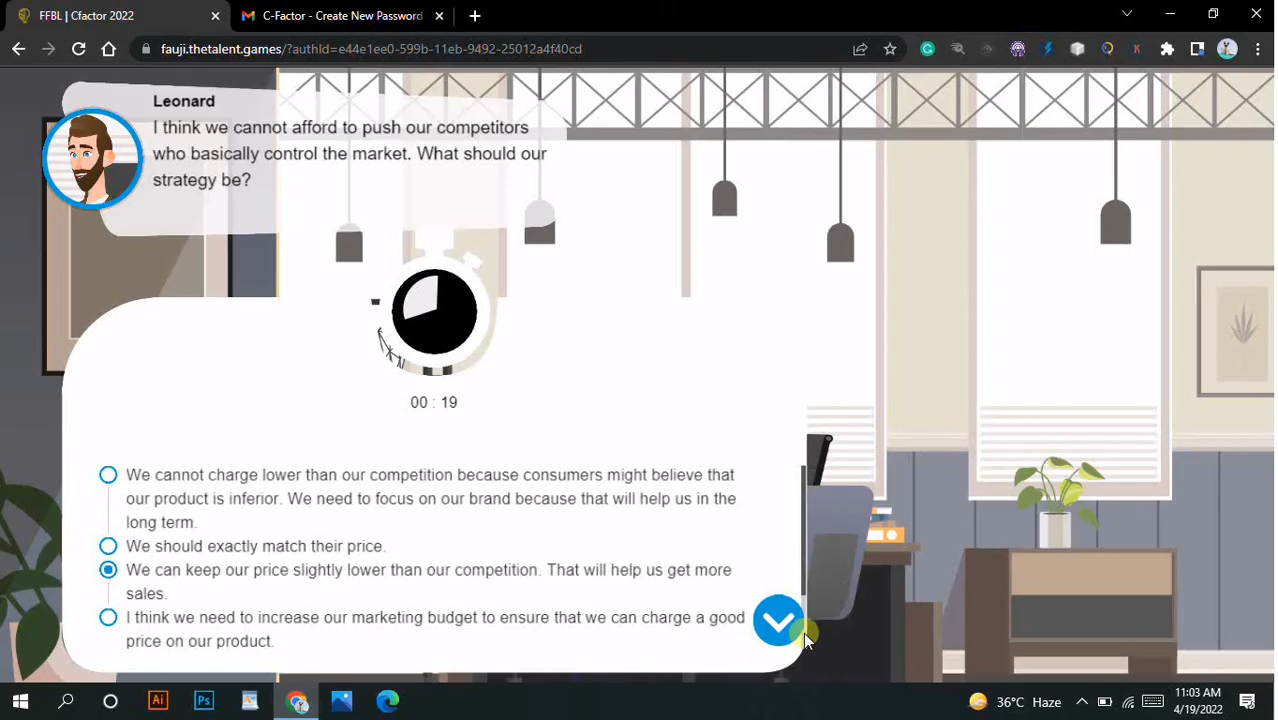 FFBL | Cfactor 2022
C-Factor - Create New Password
fauji.thetalent.games/?authId=e44e1ee0-599b-11eb-9492-25012a4f40cd
Leonard
I think we cannot afford to push our competitors
who basically control the market. What should our
strategy be?
00 : 19
We cannot charge lower than our competition because consumers might believe that
our product is inferior. We need to focus on our brand because that will help us in the
long term.
We should exactly match their price.
We can keep our price slightly lower than our competition. That will help us get more
sales.
I think we need to increase our marketing budget to ensure that we can charge a good
price on our product.
Ai
Ps
36°C Haze
11:03 AM
4/19/2022